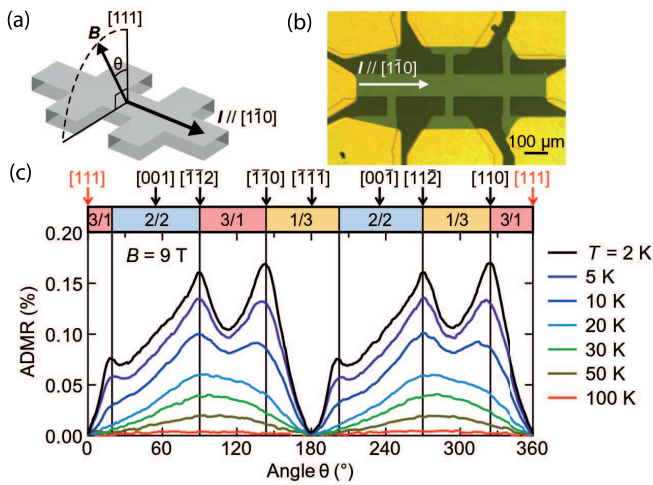 (a)
[111]
B
θ
I // [11̄0]
(b)
I // [11̄0]
100 μm
(c)
[111] [001] [1̄1̄2] [1̄1̄0] [1̄1̄1̄] [001̄] [112̄] [110] [111]
3/1 2/2 3/1 1/3 2/2 1/3 3/1
B = 9 T
ADMR (%)
0.20
0.15
0.10
0.05
0.00
0 60 120 180 240 300 360
Angle θ (°)
T = 2 K
5 K
10 K
20 K
30 K
50 K
100 K